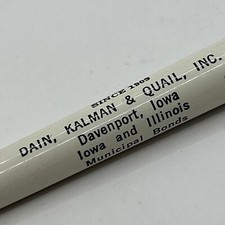 SINCE 1909
DAIN, KALMAN & QUAIL, INC.
Davenport, Iowa
Iowa and Illinois
Municipal Bonds